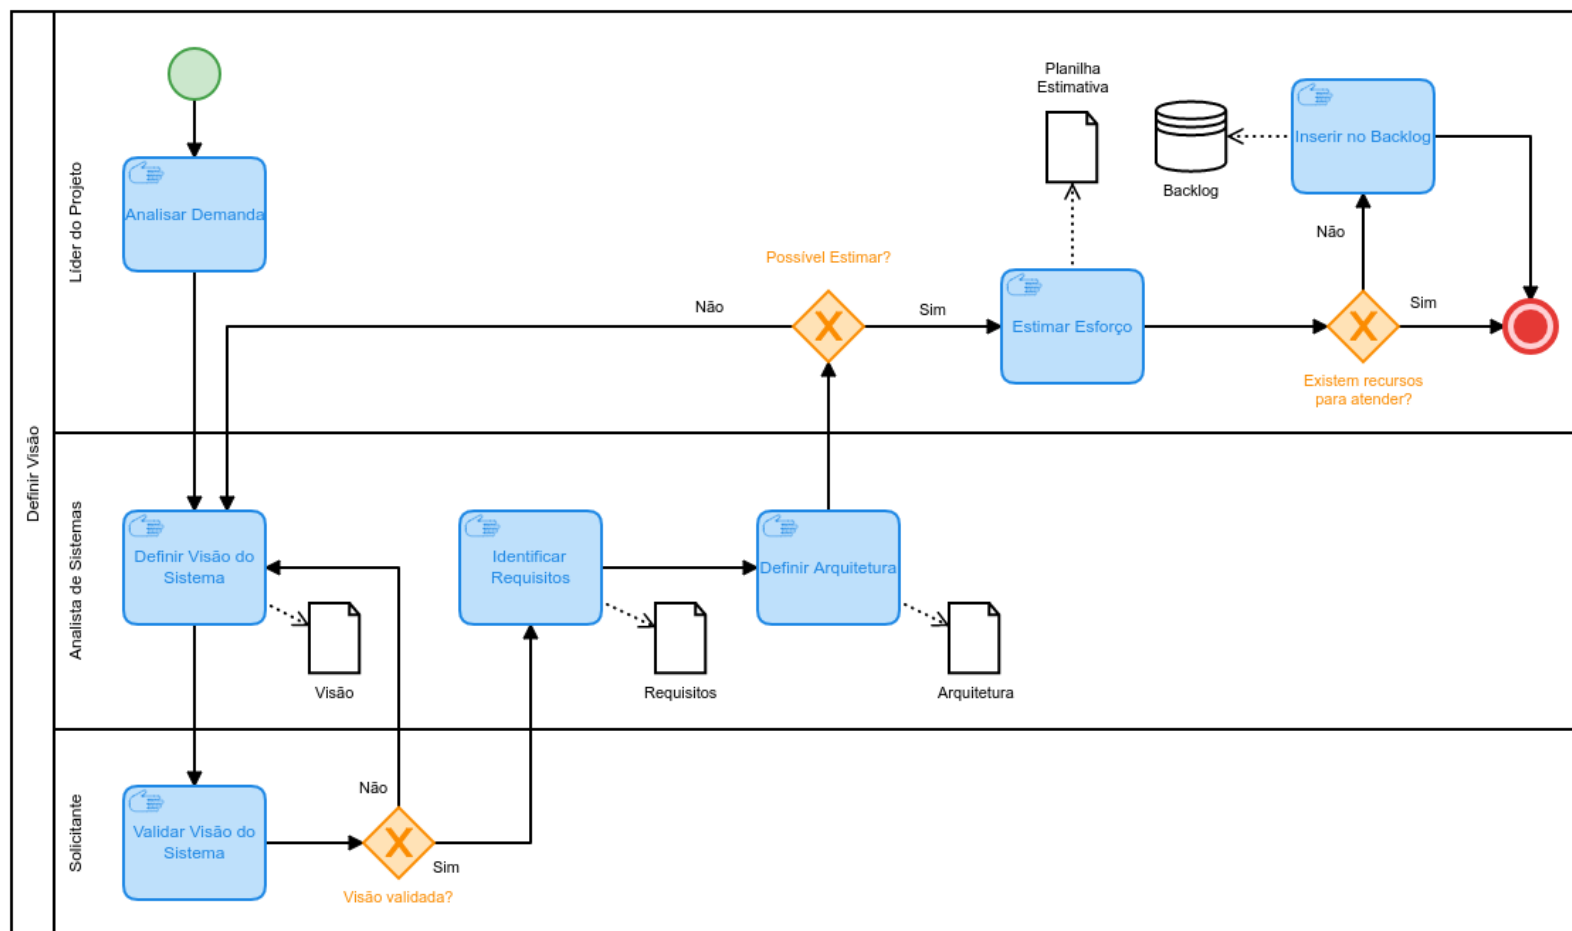 Definir Visão
Líder do Projeto
Analisar Demanda
Possível Estimar?
Não
Sim
Planilha
Estimativa
Estimar Esforço
Backlog
Inserir no Backlog
Não
Sim
Existem recursos
para atender?
Analista de Sistemas
Definir Visão do
Sistema
Visão
Identificar
Requisitos
Requisitos
Definir Arquitetura
Arquitetura
Solicitante
Validar Visão do
Sistema
Não
Sim
Visão validada?